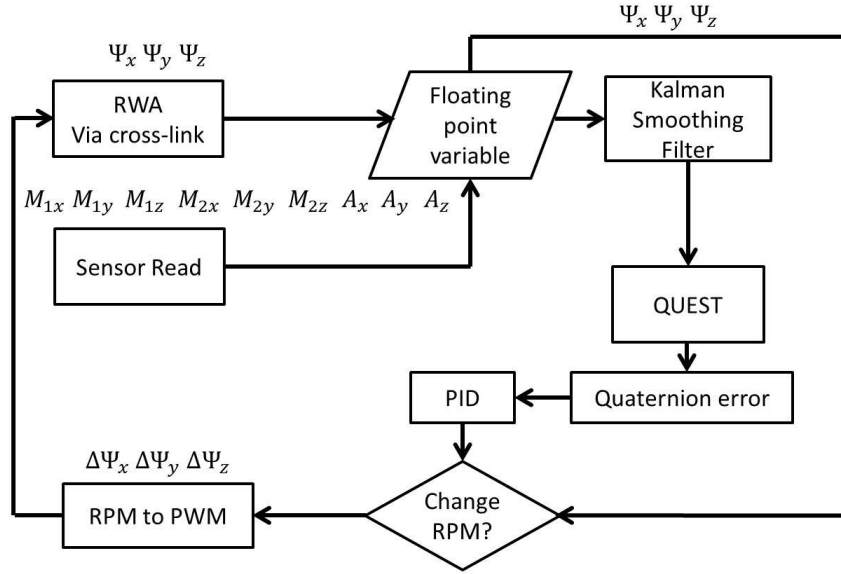 Ψx Ψy Ψz
Ψx Ψy Ψz
RWA
Via cross-link
Floating
point
variable
Kalman
Smoothing
Filter
M1x M1y M1z M2x M2y M2z Ax Ay Az
Sensor Read
QUEST
PID
Quaternion error
ΔΨx ΔΨy ΔΨz
RPM to PWM
Change
RPM?